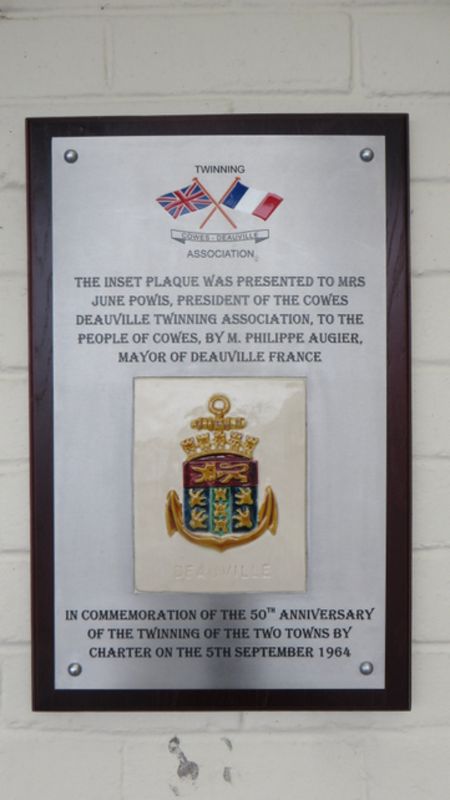 TWINNING
COWES - DEAUVILLE
ASSOCIATION
THE INSET PLAQUE WAS PRESENTED TO MRS
JUNE POWIS, PRESIDENT OF THE COWES
DEAUVILLE TWINNING ASSOCIATION, TO THE
PEOPLE OF COWES, BY M. PHILIPPE AUGIER,
MAYOR OF DEAUVILLE FRANCE
DEAUVILLE
IN COMMEMORATION OF THE 50TH ANNIVERSARY
OF THE TWINNING OF THE TWO TOWNS BY
CHARTER ON THE 5TH SEPTEMBER 1964